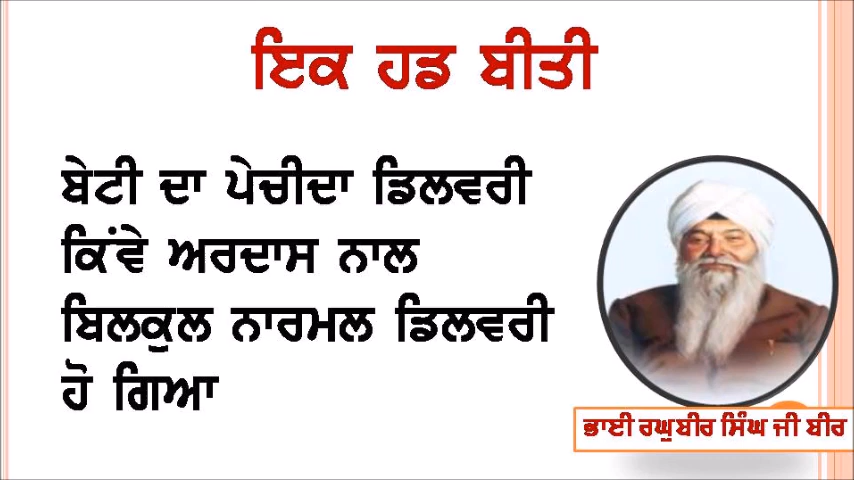 ਇਕ ਹਡ ਬੀਤੀ
ਬੇਟੀ ਦਾ ਪੇਚੀਦਾ ਡਿਲਵਰੀ
ਕਿਂਵੇ ਅਰਦਾਸ ਨਾਲ
ਬਿਲਕੁਲ ਨਾਰਮਲ ਡਿਲਵਰੀ
ਹੋ ਗਿਆ
ਭਾਈ ਰਘੁਬੀਰ ਸਿੰਘ ਜੀ ਬੀਰ